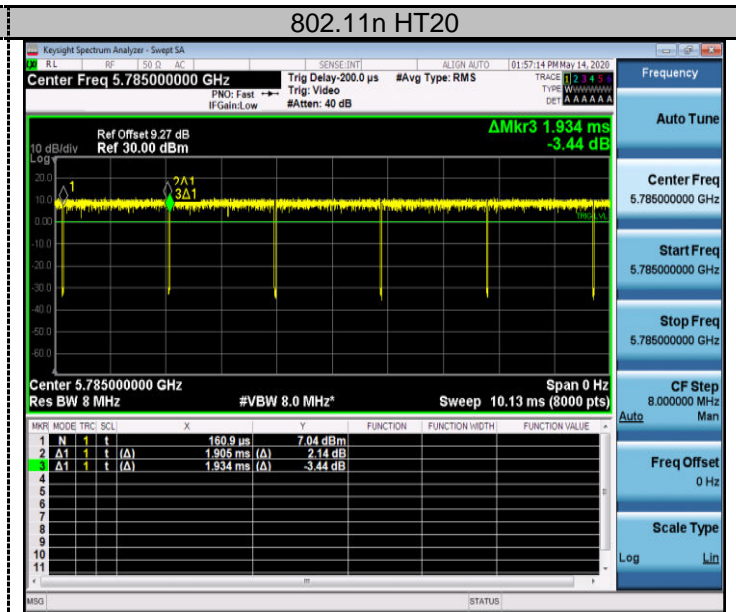 802.11n HT20
Keysight Spectrum Analyzer - Swept SA
RL RF 50 Ω AC SENSE:INT ALIGN AUTO 01:57:14 PM May 14, 2020
Center Freq 5.785000000 GHz
PNO: Fast
IFGain:Low
Trig Delay-200.0 µs
Trig: Video
#Atten: 40 dB
#Avg Type: RMS
TRACE 1 2 3 4 5 6
TYPE WWWWWW
DET A A A A A A
Ref Offset 9.27 dB
10 dB/div Ref 30.00 dBm
Log
ΔMkr3 1.934 ms
-3.44 dB
20.0
10.0
0.00
-10.0
-20.0
-30.0
-40.0
-50.0
-60.0
1
2Δ1
3Δ1
TRIG LVL
Center 5.785000000 GHz Span 0 Hz
Res BW 8 MHz #VBW 8.0 MHz* Sweep 10.13 ms (8000 pts)
MKR MODE TRC SCL X Y FUNCTION FUNCTION WIDTH FUNCTION VALUE
1 N 1 t 160.9 µs 7.04 dBm
2 Δ1 1 t (Δ) 1.905 ms (Δ) 2.14 dB
3 Δ1 1 t (Δ) 1.934 ms (Δ) -3.44 dB
4
5
6
7
8
9
10
11
MSG STATUS
Frequency
Auto Tune
Center Freq
5.785000000 GHz
Start Freq
5.785000000 GHz
Stop Freq
5.785000000 GHz
CF Step
8.000000 MHz
Auto Man
Freq Offset
0 Hz
Scale Type
Log Lin